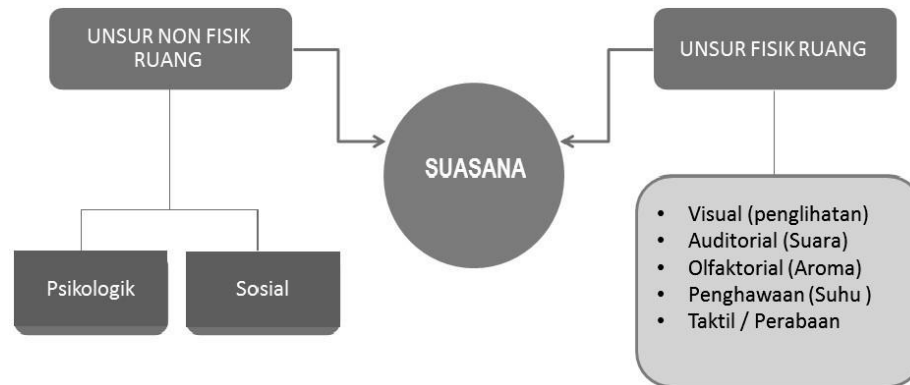 UNSUR NON FISIK
RUANG
UNSUR FISIK RUANG
SUASANA
Psikologik
Sosial
• Visual (penglihatan)
• Auditorial (Suara)
• Olfaktorial (Aroma)
• Penghawaan (Suhu )
• Taktil / Perabaan